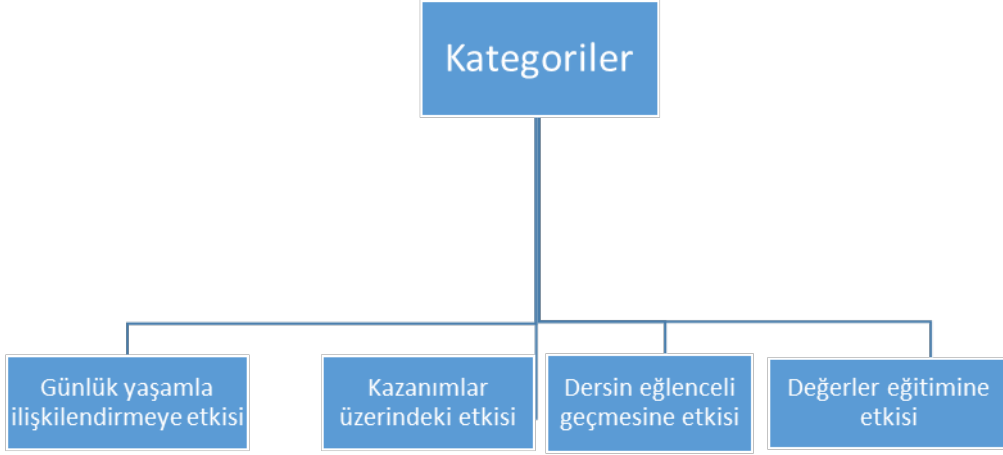 Kategoriler
Günlük yaşamla
ilişkilendirmeye etkisi
Kazanımlar
üzerindeki etkisi
Dersin eğlenceli
geçmesine etkisi
Değerler eğitimine
etkisi